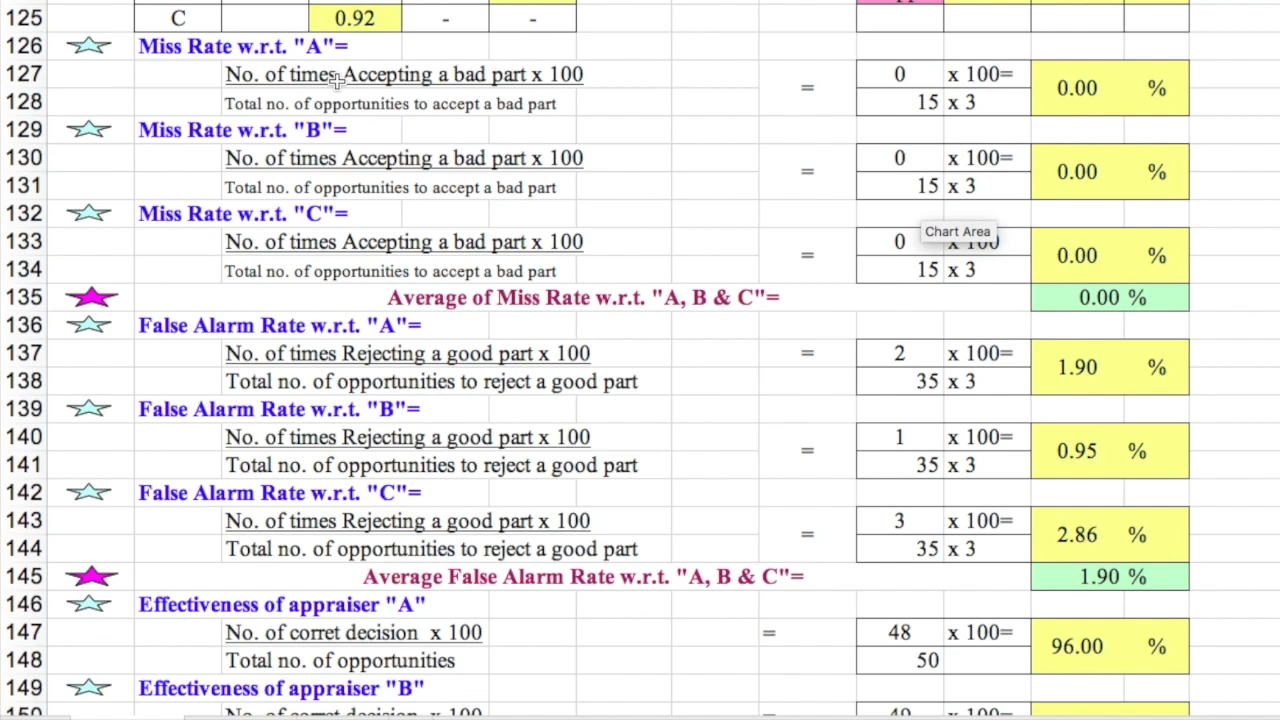 125 C 0.92 - -
126 Miss Rate w.r.t. "A"=
127 No. of times Accepting a bad part x 100 = 0 x 100= 0.00 %
128 Total no. of opportunities to accept a bad part 15 x 3
129 Miss Rate w.r.t. "B"=
130 No. of times Accepting a bad part x 100 = 0 x 100= 0.00 %
131 Total no. of opportunities to accept a bad part 15 x 3
132 Miss Rate w.r.t. "C"=
Chart Area
133 No. of times Accepting a bad part x 100 = 0 x 100 0.00 %
134 Total no. of opportunities to accept a bad part 15 x 3
135 Average of Miss Rate w.r.t. "A, B & C"= 0.00 %
136 False Alarm Rate w.r.t. "A"=
137 No. of times Rejecting a good part x 100 = 2 x 100= 1.90 %
138 Total no. of opportunities to reject a good part 35 x 3
139 False Alarm Rate w.r.t. "B"=
140 No. of times Rejecting a good part x 100 = 1 x 100= 0.95 %
141 Total no. of opportunities to reject a good part 35 x 3
142 False Alarm Rate w.r.t. "C"=
143 No. of times Rejecting a good part x 100 = 3 x 100= 2.86 %
144 Total no. of opportunities to reject a good part 35 x 3
145 Average False Alarm Rate w.r.t. "A, B & C"= 1.90 %
146 Effectiveness of appraiser "A"
147 No. of corret decision x 100 = 48 x 100= 96.00 %
148 Total no. of opportunities 50
149 Effectiveness of appraiser "B"
150 No. of corret decision x 100 = 49 x 100=